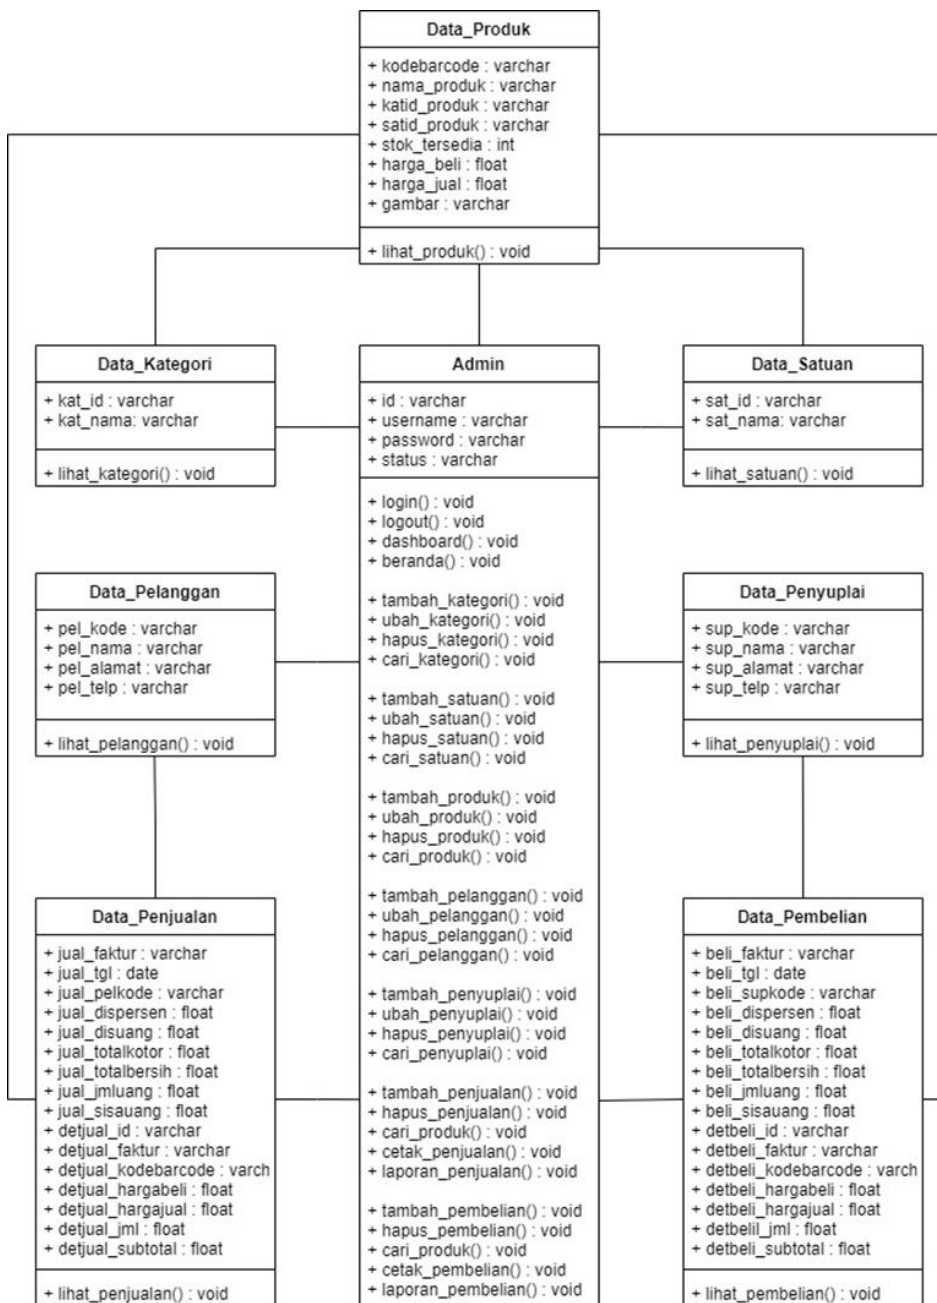 Data_Produk
+ kodebarcode : varchar
+ nama_produk : varchar
+ katid_produk : varchar
+ satid_produk : varchar
+ stok_tersedia : int
+ harga_beli : float
+ harga_jual : float
+ gambar : varchar
+ lihat_produk() : void
Data_Kategori
+ kat_id : varchar
+ kat_nama: varchar
+ lihat_kategori() : void
Admin
+ id : varchar
+ username : varchar
+ password : varchar
+ status : varchar
+ login() : void
+ logout() : void
+ dashboard() : void
+ beranda() : void
+ tambah_kategori() : void
+ ubah_kategori() : void
+ hapus_kategori() : void
+ cari_kategori() : void
+ tambah_satuan() : void
+ ubah_satuan() : void
+ hapus_satuan() : void
+ cari_satuan() : void
+ tambah_produk() : void
+ ubah_produk() : void
+ hapus_produk() : void
+ cari_produk() : void
+ tambah_pelanggan() : void
+ ubah_pelanggan() : void
+ hapus_pelanggan() : void
+ cari_pelanggan() : void
+ tambah_penyuplai() : void
+ ubah_penyuplai() : void
+ hapus_penyuplai() : void
+ cari_penyuplai() : void
+ tambah_penjualan() : void
+ hapus_penjualan() : void
+ cari_produk() : void
+ cetak_penjualan() : void
+ laporan_penjualan() : void
+ tambah_pembelian() : void
+ hapus_pembelian() : void
+ cari_produk() : void
+ cetak_pembelian() : void
+ laporan_pembelian() : void
Data_Satuan
+ sat_id : varchar
+ sat_nama: varchar
+ lihat_satuan() : void
Data_Pelanggan
+ pel_kode : varchar
+ pel_nama : varchar
+ pel_alamat : varchar
+ pel_telp : varchar
+ lihat_pelanggan() : void
Data_Penyuplai
+ sup_kode : varchar
+ sup_nama : varchar
+ sup_alamat : varchar
+ sup_telp : varchar
+ lihat_penyuplai() : void
Data_Penjualan
+ jual_faktur : varchar
+ jual_tgl : date
+ jual_pelkode : varchar
+ jual_dispersen : float
+ jual_disuang : float
+ jual_totalkotor : float
+ jual_totalbersih : float
+ jual_jmluang : float
+ jual_sisauang : float
+ detjual_id : varchar
+ detjual_faktur : varchar
+ detjual_kodebarcode : varch
+ detjual_hargabeli : float
+ detjual_hargajual : float
+ detjual_jml : float
+ detjual_subtotal : float
+ lihat_penjualan() : void
Data_Pembelian
+ beli_faktur : varchar
+ beli_tgl : date
+ beli_supkode : varchar
+ beli_dispersen : float
+ beli_disuang : float
+ beli_totalkotor : float
+ beli_totalbersih : float
+ beli_jmluang : float
+ beli_sisauang : float
+ detbeli_id : varchar
+ detbeli_faktur : varchar
+ detbeli_kodebarcode : varch
+ detbeli_hargabeli : float
+ detbeli_hargajual : float
+ detbelil_jml : float
+ detbeli_subtotal : float
+ lihat_pembelian() : void